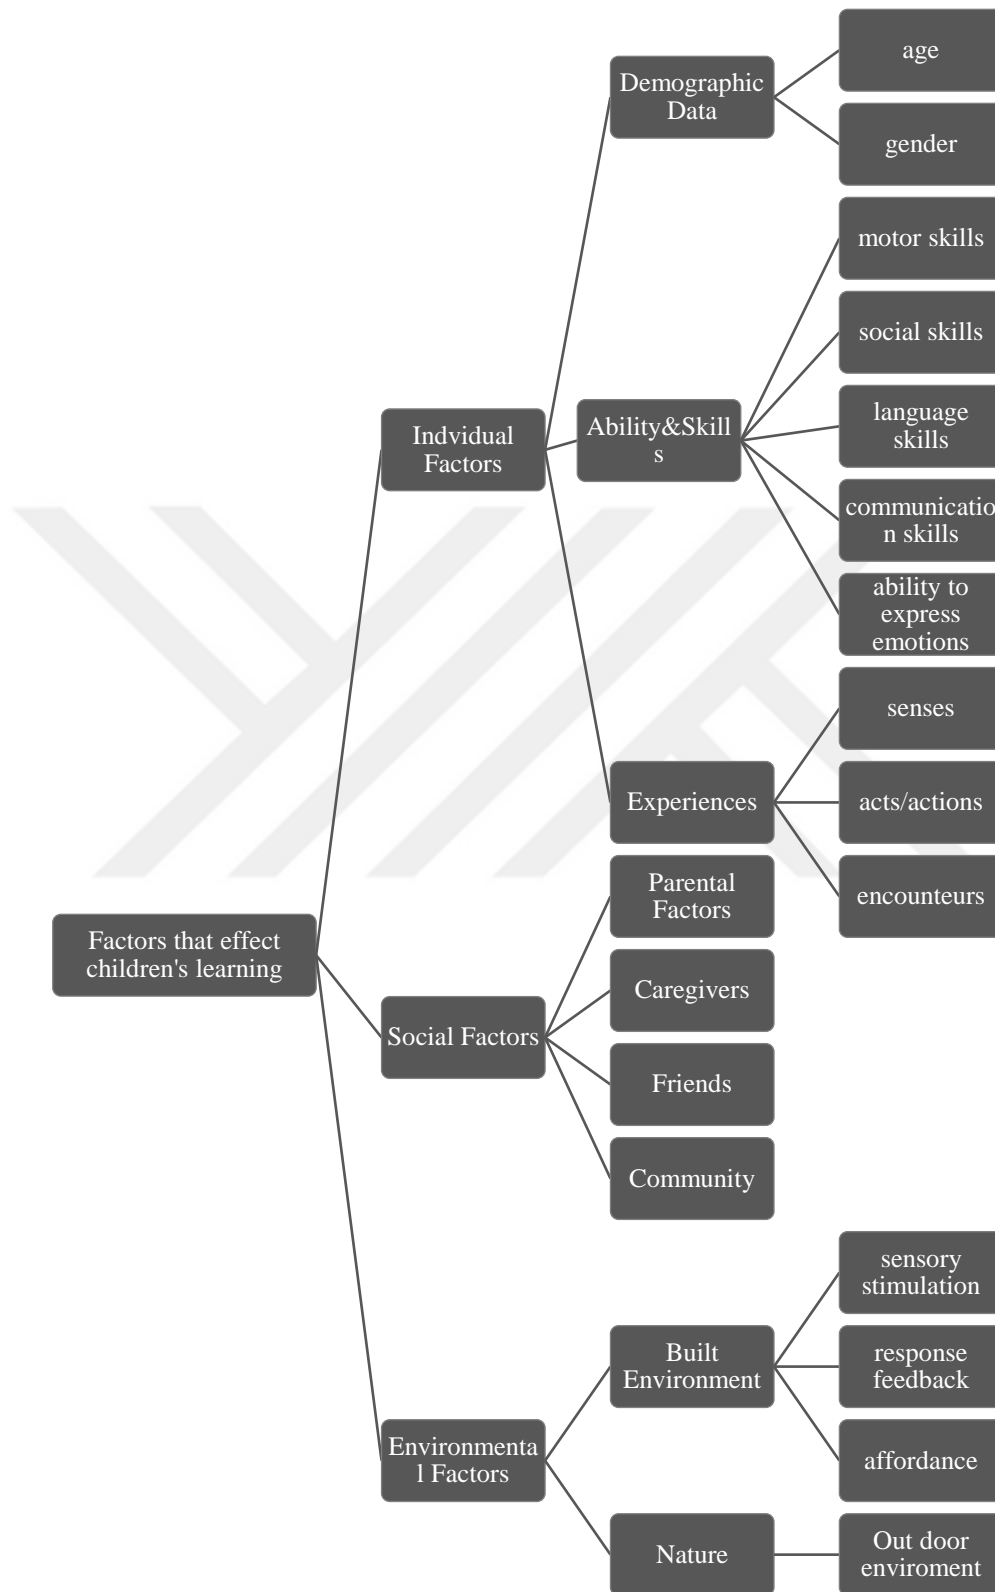 age
Demographic
Data
gender
motor skills
social skills
Indvidual
Factors
Ability&Skill
s
language
skills
communicatio
n skills
ability to
express
emotions
senses
Experiences
acts/actions
encounteurs
Factors that effect
children's learning
Social Factors
Parental
Factors
Caregivers
Friends
Community
Environmenta
l Factors
Built
Environment
sensory
stimulation
response
feedback
affordance
Nature
Out door
enviroment